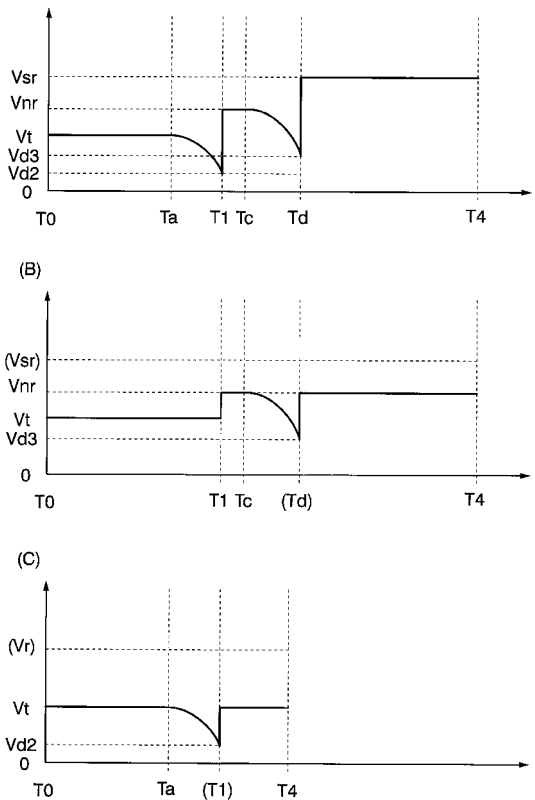 Vsr
Vnr
Vt
Vd3
Vd2
0
T0 Ta T1 Tc Td T4
(B)
(Vsr)
Vnr
Vt
Vd3
0
T0 T1 Tc (Td) T4
(C)
(Vr)
Vt
Vd2
0
T0 Ta (T1) T4